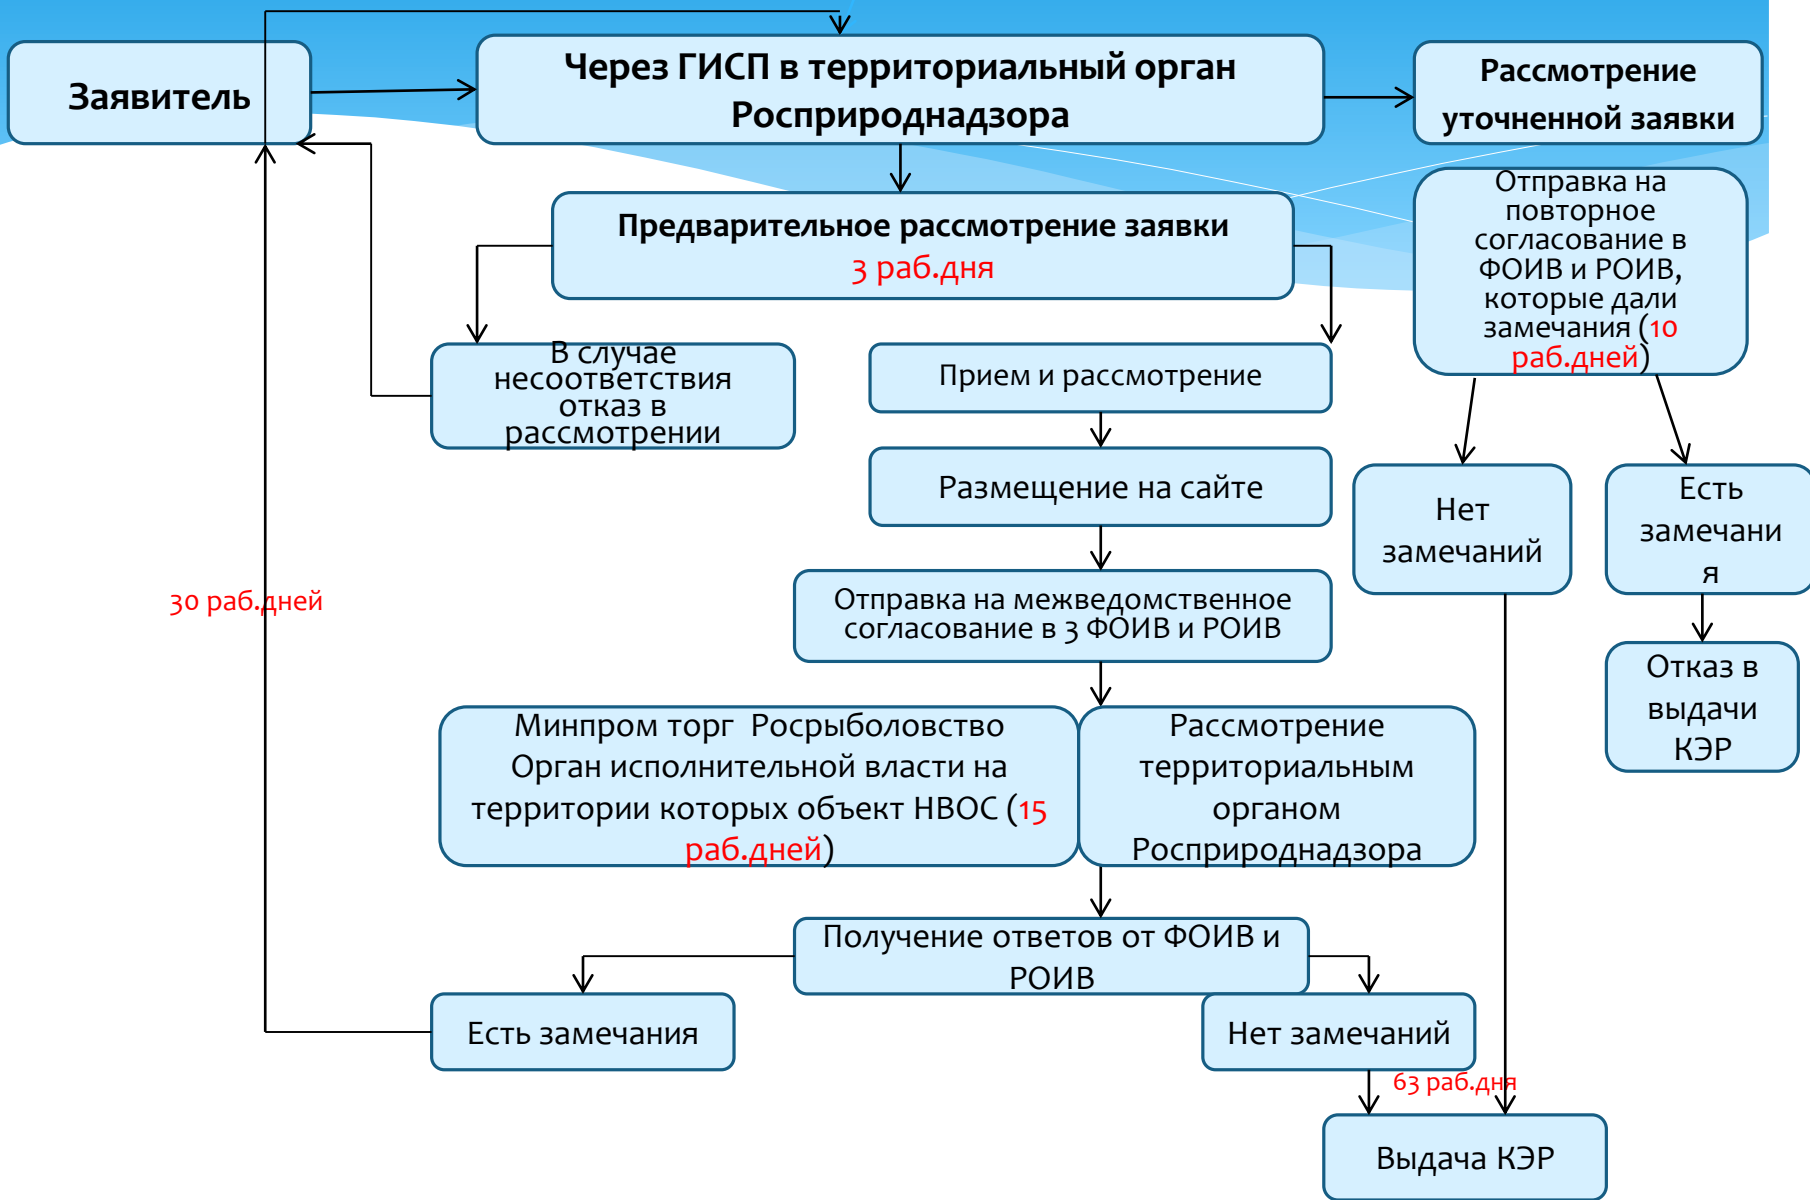 Заявитель
Через ГИСП в территориальный орган
Росприроднадзора
Рассмотрение
уточненной заявки
Предварительное рассмотрение заявки
3 раб.дня
Отправка на
повторное
согласование в
ФОИВ и РОИВ,
которые дали
замечания (10
раб.дней)
В случае
несоответствия
отказ в
рассмотрении
Прием и рассмотрение
Размещение на сайте
Нет
замечаний
Есть
замечани
я
30 раб.дней
Отправка на межведомственное
согласование в 3 ФОИВ и РОИВ
Отказ в
выдачи
КЭР
Минпром торг  Росрыболовство
Орган исполнительной власти на
территории которых объект НВОС (15
раб.дней)
Рассмотрение
территориальным
органом
Росприроднадзора
Получение ответов от ФОИВ и
РОИВ
Есть замечания
Нет замечаний
63 раб.дня
Выдача КЭР